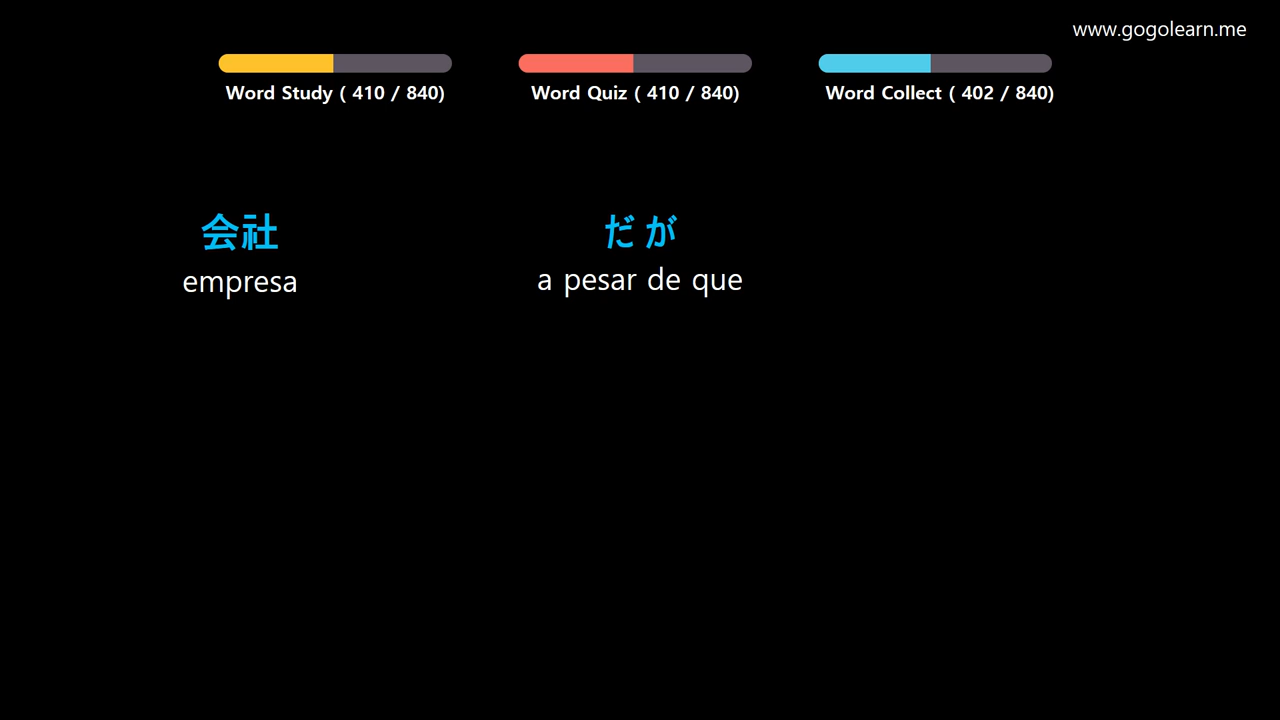 www.gogolearn.me
Word Study ( 410 / 840)
Word Quiz ( 410 / 840)
Word Collect ( 402 / 840)
会社
empresa
だが
a pesar de que